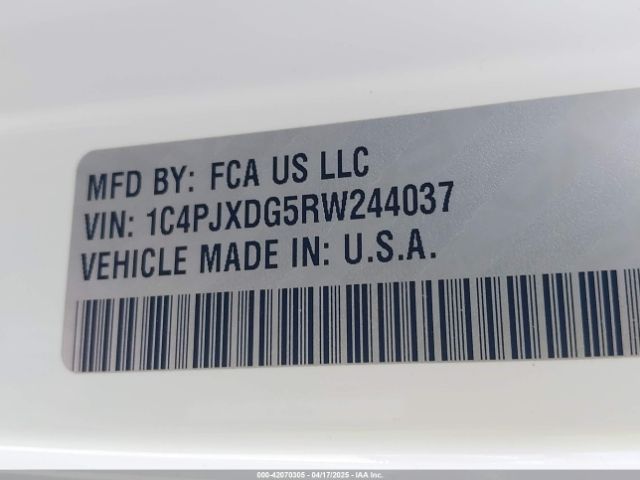 MFD BY: FCA US LLC
VIN: 1C4PJXDG5RW244037
VEHICLE MADE IN: U.S.A.
000-42070305 - 04/17/2025 - IAA Inc.